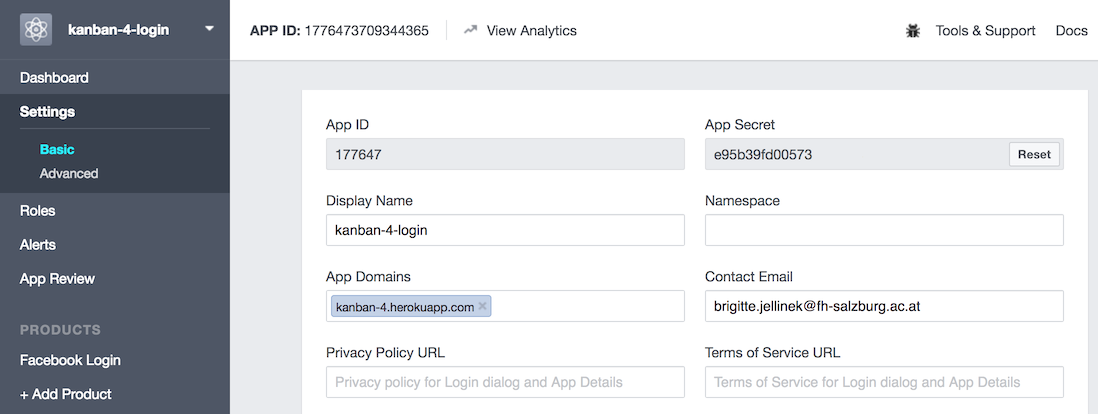 kanban-4-login
APP ID: 1776473709344365
View Analytics
Tools & Support
Docs
Dashboard
Settings
Basic
Advanced
Roles
Alerts
App Review
PRODUCTS
Facebook Login
+ Add Product
App ID
177647
App Secret
e95b39fd00573
Reset
Display Name
kanban-4-login
Namespace
App Domains
kanban-4.herokuapp.com ×
Contact Email
brigitte.jellinek@fh-salzburg.ac.at
Privacy Policy URL
Privacy policy for Login dialog and App Details
Terms of Service URL
Terms of Service for Login dialog and App Details